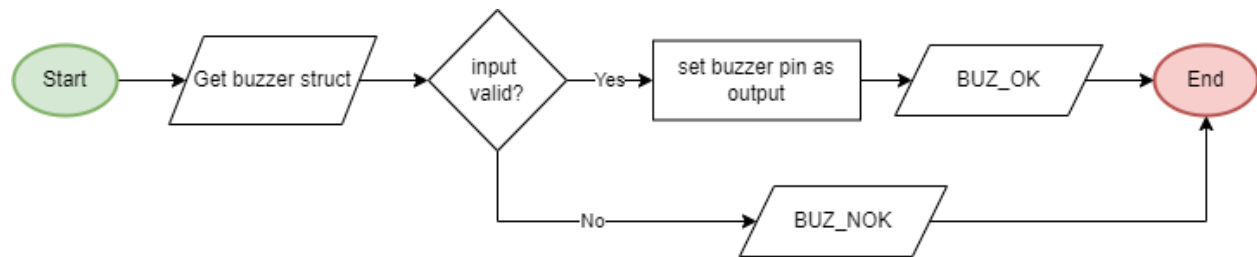 Start
Get buzzer struct
input
valid?
Yes
set buzzer pin as
output
BUZ_OK
End
No
BUZ_NOK